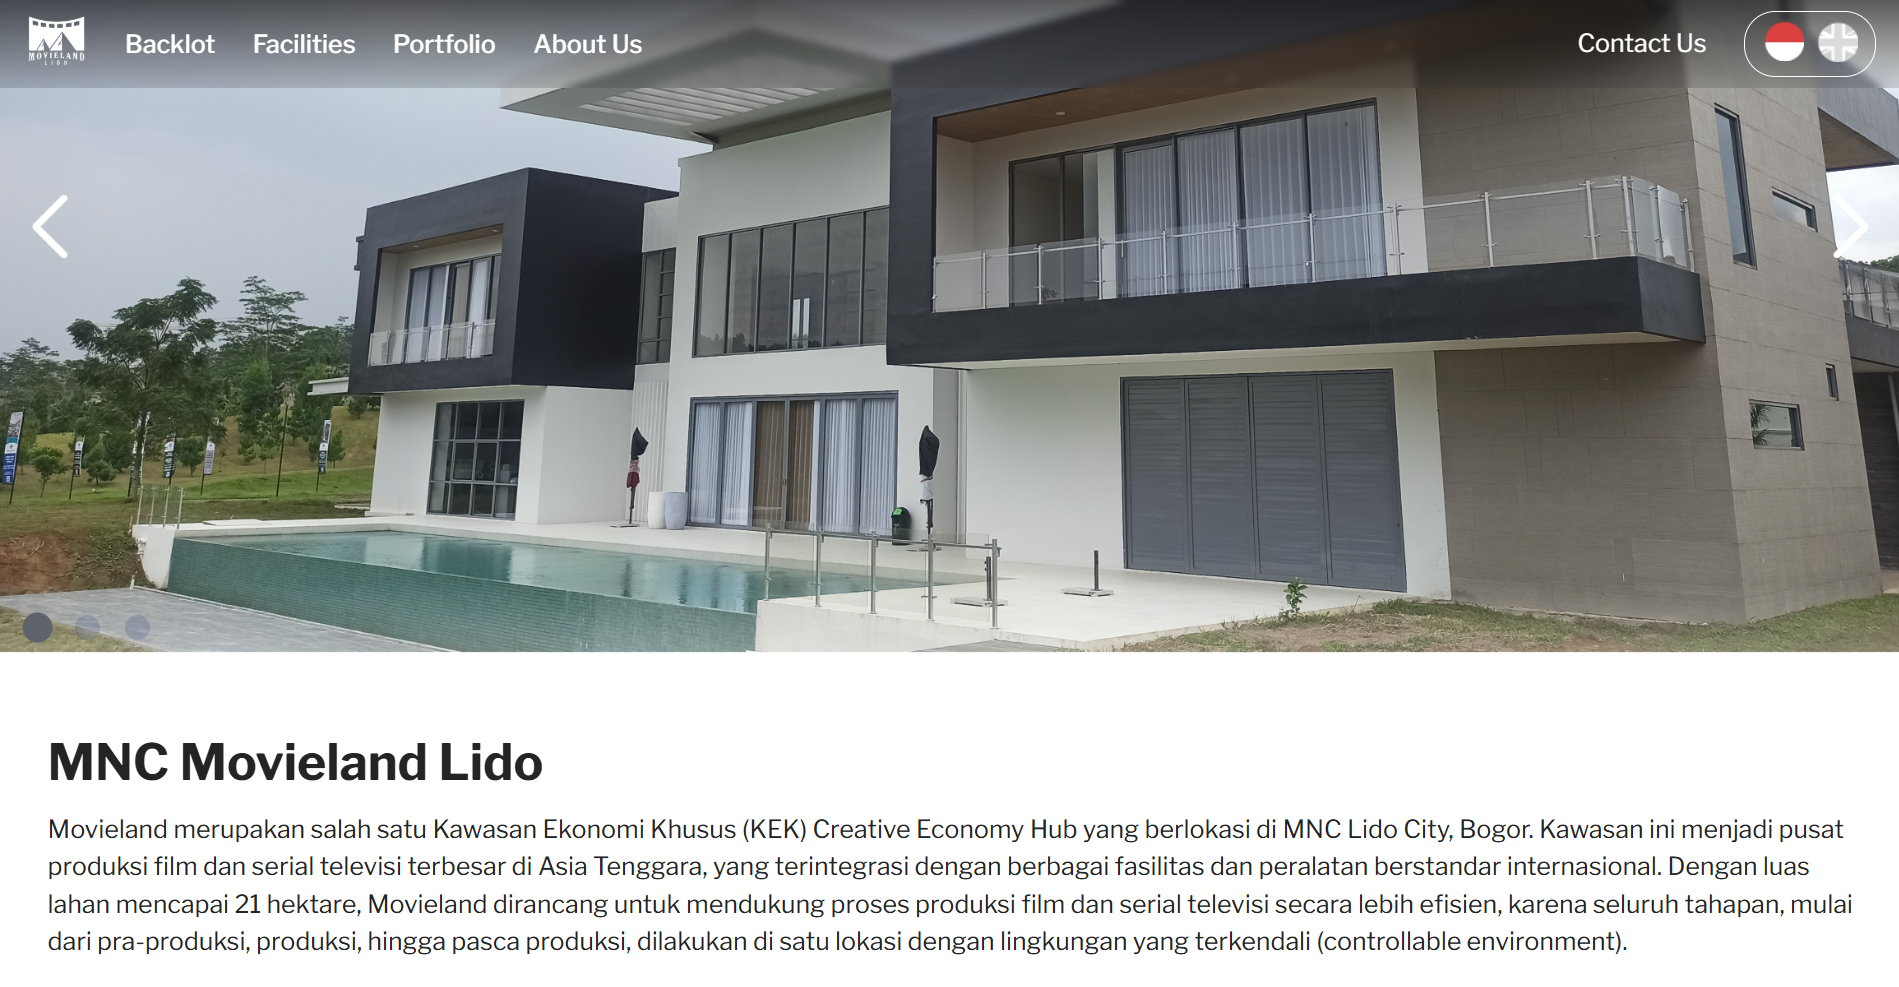 MOVIELAND
LIDO
Backlot
Facilities
Portfolio
About Us
Contact Us
MNC Movieland Lido
Movieland merupakan salah satu Kawasan Ekonomi Khusus (KEK) Creative Economy Hub yang berlokasi di MNC Lido City, Bogor. Kawasan ini menjadi pusat
produksi film dan serial televisi terbesar di Asia Tenggara, yang terintegrasi dengan berbagai fasilitas dan peralatan berstandar internasional. Dengan luas
lahan mencapai 21 hektare, Movieland dirancang untuk mendukung proses produksi film dan serial televisi secara lebih efisien, karena seluruh tahapan, mulai
dari pra-produksi, produksi, hingga pasca produksi, dilakukan di satu lokasi dengan lingkungan yang terkendali (controllable environment).